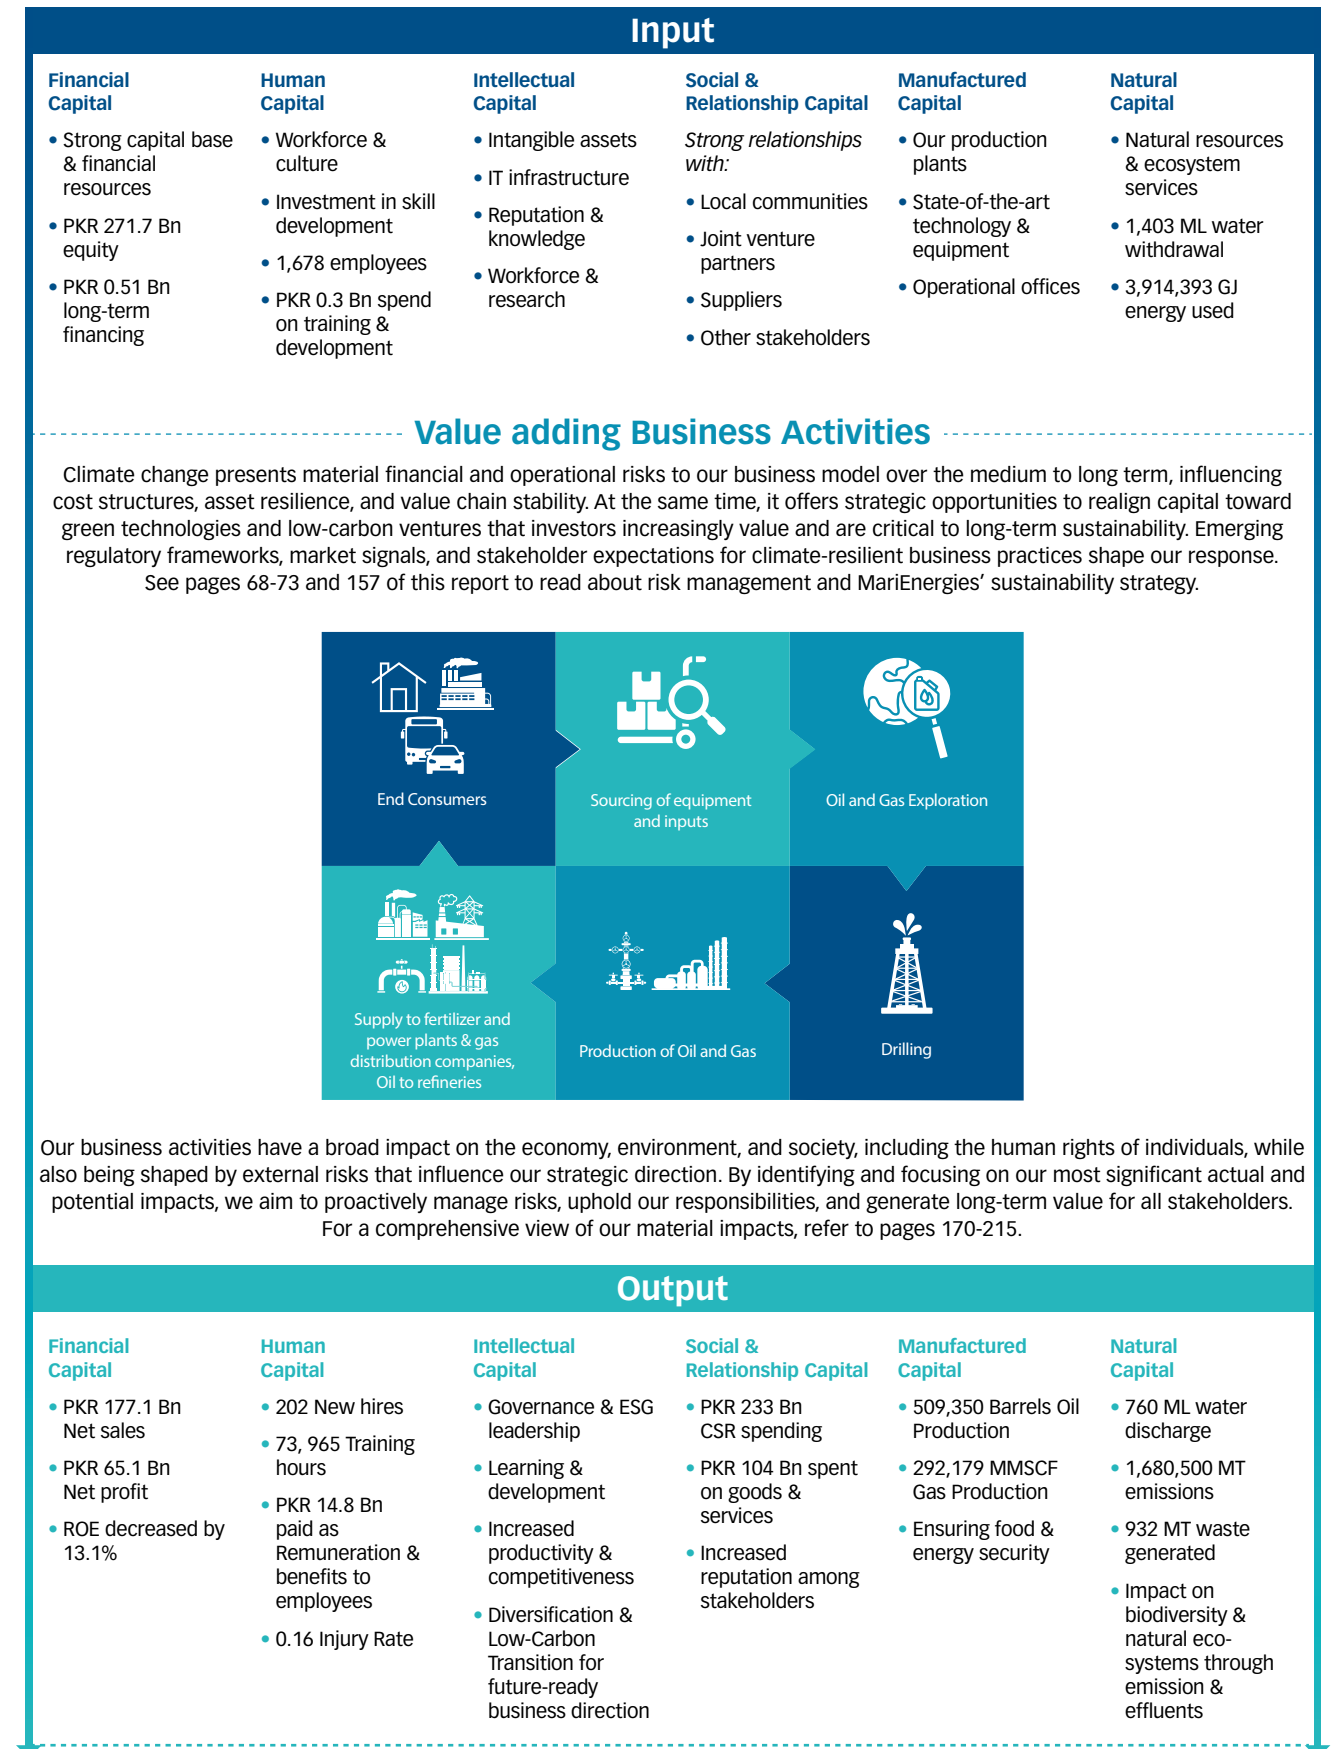 Input
Financial
Capital
• Strong capital base
& financial
resources
• PKR 271.7 Bn
equity
• PKR 0.51 Bn
long-term
financing
Human
Capital
• Workforce &
culture
• Investment in skill
development
• 1,678 employees
• PKR 0.3 Bn spend
on training &
development
Intellectual
Capital
• Intangible assets
• IT infrastructure
• Reputation &
knowledge
• Workforce &
research
Social &
Relationship Capital
Strong relationships
with:
• Local communities
• Joint venture
partners
• Suppliers
• Other stakeholders
Manufactured
Capital
• Our production
plants
• State-of-the-art
technology &
equipment
• Operational offices
Natural
Capital
• Natural resources
& ecosystem
services
• 1,403 ML water
withdrawal
• 3,914,393 GJ
energy used
Value adding Business Activities
Climate change presents material financial and operational risks to our business model over the medium to long term, influencing
cost structures, asset resilience, and value chain stability. At the same time, it offers strategic opportunities to realign capital toward
green technologies and low-carbon ventures that investors increasingly value and are critical to long-term sustainability. Emerging
regulatory frameworks, market signals, and stakeholder expectations for climate-resilient business practices shape our response.
See pages 68-73 and 157 of this report to read about risk management and MariEnergies' sustainability strategy.
End Consumers
Sourcing of equipment
and inputs
Oil and Gas Exploration
Supply to fertilizer and
power plants & gas
distribution companies,
Oil to refineries
Production of Oil and Gas
Drilling
Our business activities have a broad impact on the economy, environment, and society, including the human rights of individuals, while
also being shaped by external risks that influence our strategic direction. By identifying and focusing on our most significant actual and
potential impacts, we aim to proactively manage risks, uphold our responsibilities, and generate long-term value for all stakeholders.
For a comprehensive view of our material impacts, refer to pages 170-215.
Output
Financial
Capital
• PKR 177.1 Bn
Net sales
• PKR 65.1 Bn
Net profit
• ROE decreased by
13.1%
Human
Capital
• 202 New hires
• 73, 965 Training
hours
• PKR 14.8 Bn
paid as
Remuneration &
benefits to
employees
• 0.16 Injury Rate
Intellectual
Capital
• Governance & ESG
leadership
• Learning &
development
• Increased
productivity &
competitiveness
• Diversification &
Low-Carbon
Transition for
future-ready
business direction
Social &
Relationship Capital
• PKR 233 Bn
CSR spending
• PKR 104 Bn spent
on goods &
services
• Increased
reputation among
stakeholders
Manufactured
Capital
• 509,350 Barrels Oil
Production
• 292,179 MMSCF
Gas Production
• Ensuring food &
energy security
Natural
Capital
• 760 ML water
discharge
• 1,680,500 MT
emissions
• 932 MT waste
generated
• Impact on
biodiversity &
natural eco-
systems through
emission &
effluents